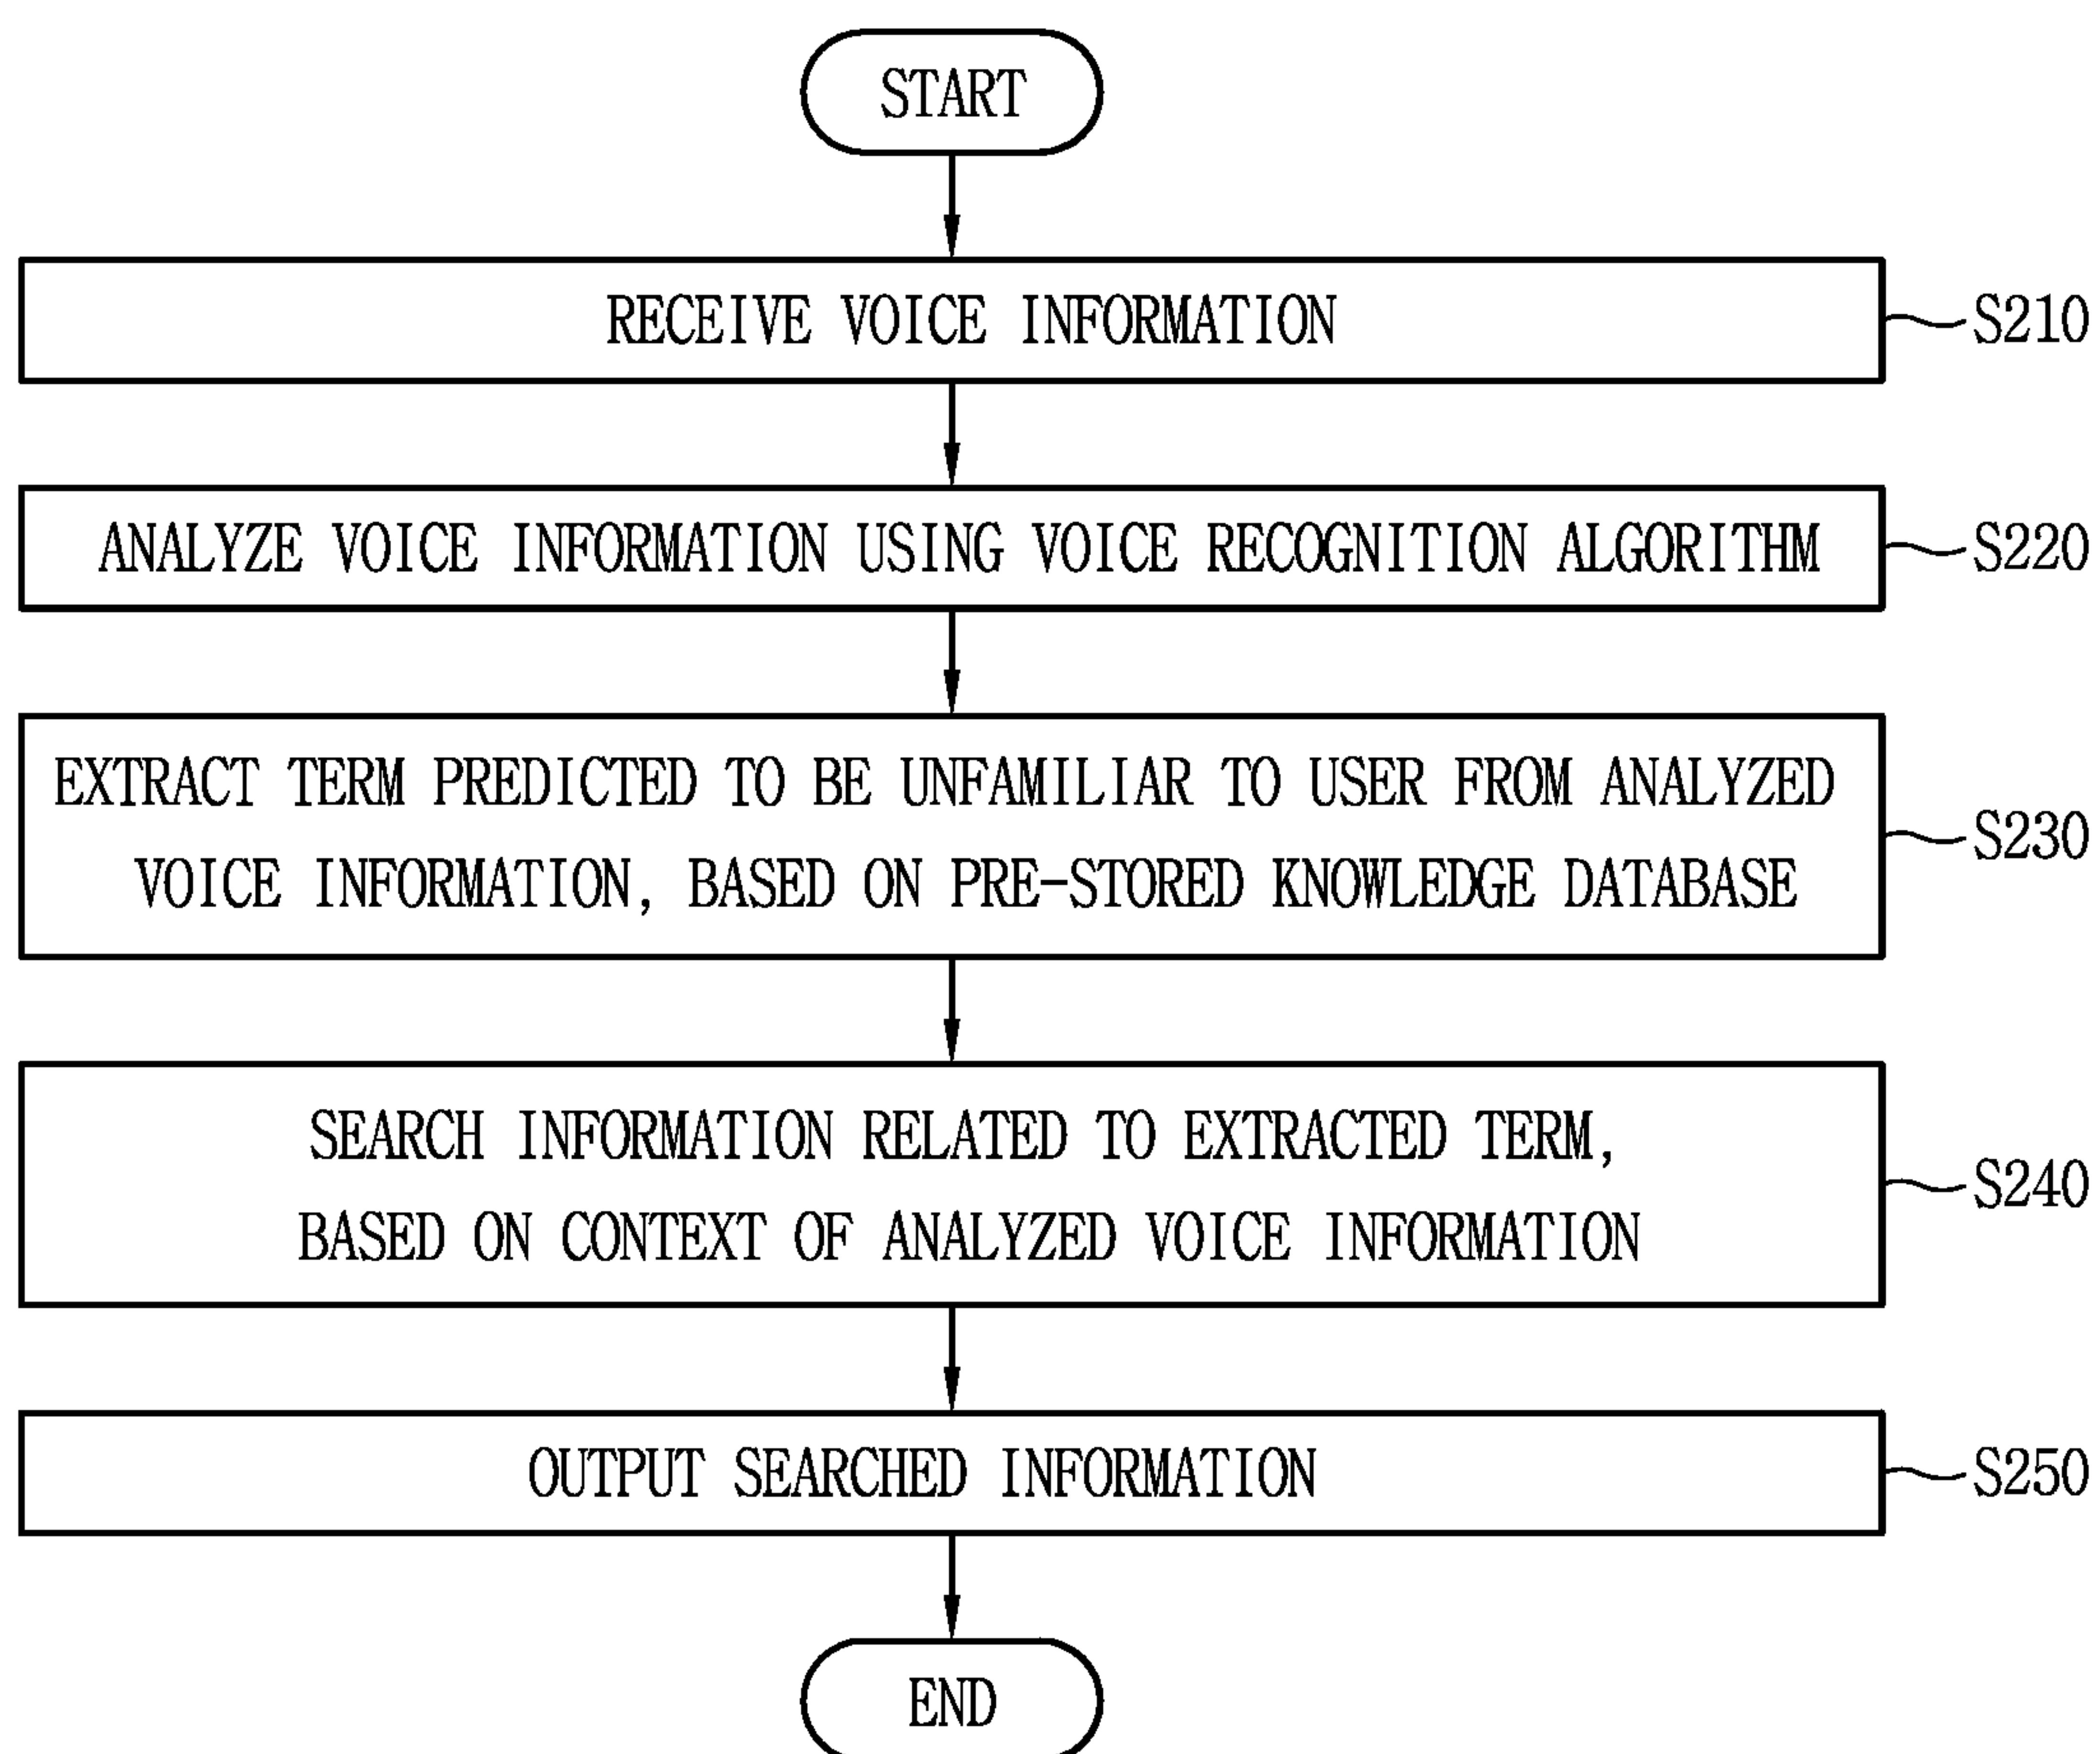 START
RECEIVE VOICE INFORMATION
S210
ANALYZE VOICE INFORMATION USING VOICE RECOGNITION ALGORITHM
S220
EXTRACT TERM PREDICTED TO BE UNFAMILIAR TO USER FROM ANALYZED
VOICE INFORMATION, BASED ON PRE-STORED KNOWLEDGE DATABASE
S230
SEARCH INFORMATION RELATED TO EXTRACTED TERM,
BASED ON CONTEXT OF ANALYZED VOICE INFORMATION
S240
OUTPUT SEARCHED INFORMATION
S250
END